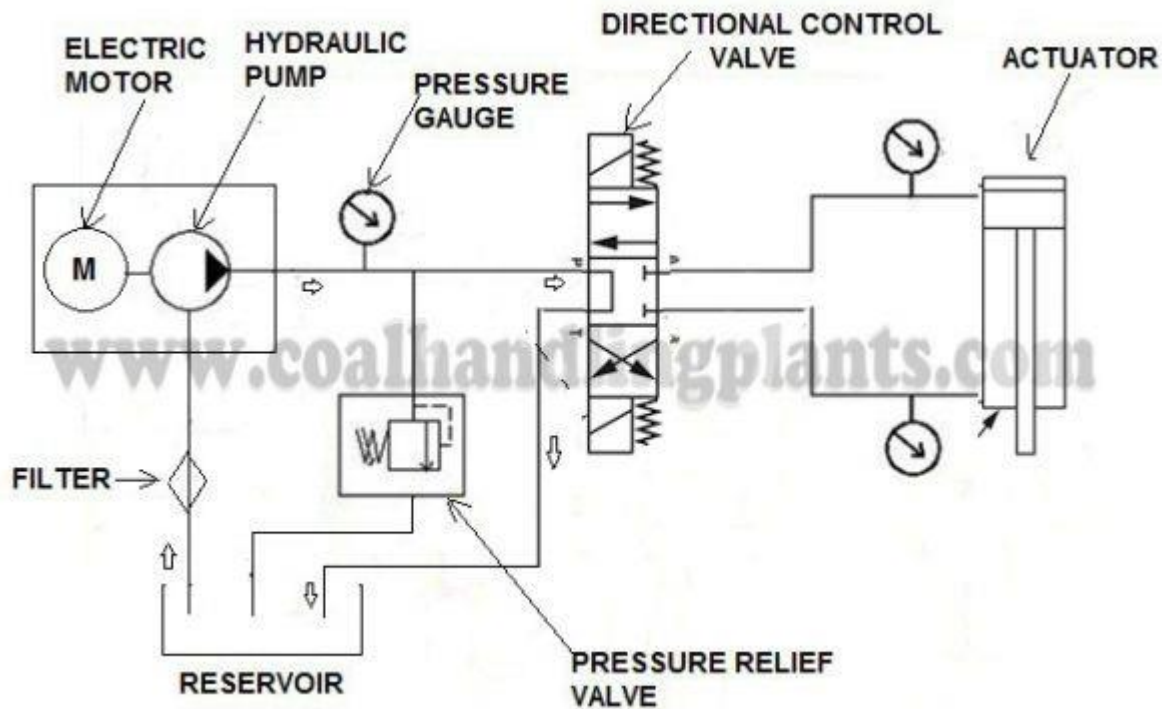 ELECTRIC
MOTOR
HYDRAULIC
PUMP
PRESSURE
GAUGE
DIRECTIONAL CONTROL
VALVE
ACTUATOR
M
P
T
www.coalhandlingplants.com
FILTER
RESERVOIR
PRESSURE RELIEF
VALVE